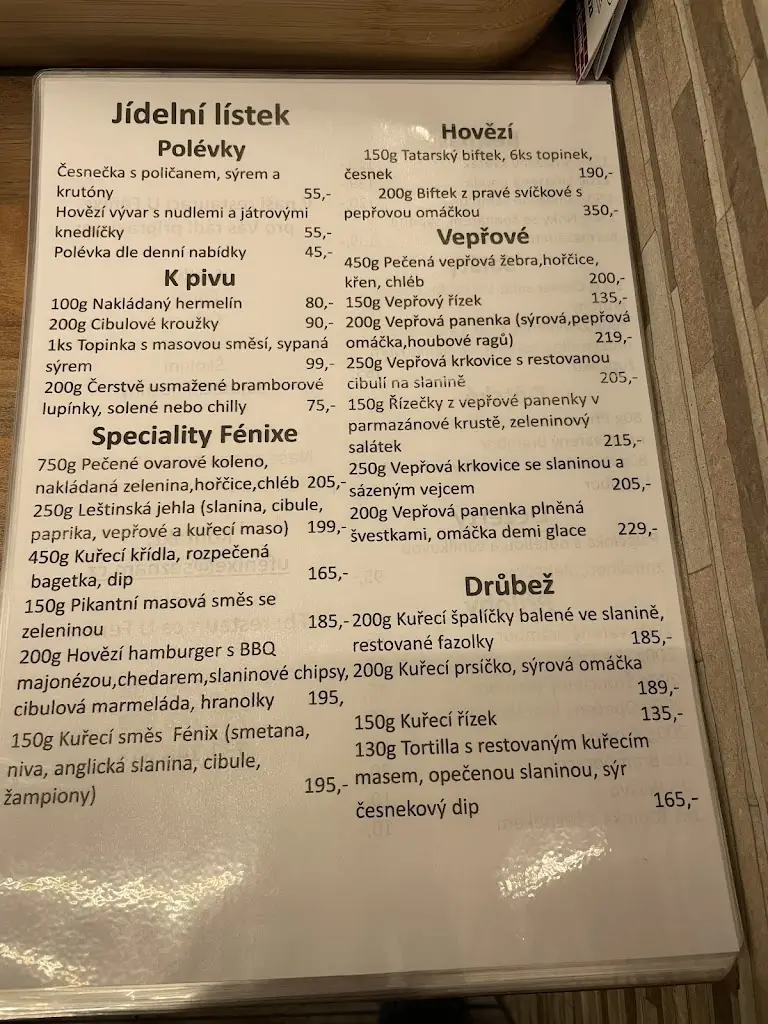 Jídelní lístek
Polévky
Česnečka s poličanem, sýrem a
krutóny 55,-
Hovězí vývar s nudlemi a játrovými
knedlíčky 55,-
Polévka dle denní nabídky 45,-
K pivu
100g Nakládaný hermelín 80,-
200g Cibulové kroužky 90,-
1ks Topinka s masovou směsí, sypaná
sýrem 99,-
200g Čerstvě usmažené bramborové
lupínky, solené nebo chilly 75,-
Speciality Fénixe
750g Pečené ovarové koleno,
nakládaná zelenina,hořčice,chléb 205,-
250g Leštinská jehla (slanina, cibule,
paprika, vepřové a kuřecí maso) 199,-
450g Kuřecí křídla, rozpečená
bagetka, dip 165,-
150g Pikantní masová směs se
zeleninou 185,-
200g Hovězí hamburger s BBQ
majonézou,chedarem,slaninové chipsy,
cibulová marmeláda, hranolky 195,
150g Kuřecí směs Fénix (smetana,
niva, anglická slanina, cibule,
žampiony) 195,-
Hovězí
150g Tatarský biftek, 6ks topinek,
česnek 190,-
200g Biftek z pravé svíčkové s
pepřovou omáčkou 350,-
Vepřové
450g Pečená vepřová žebra,hořčice,
křen, chléb 200,-
150g Vepřový řízek 135,-
200g Vepřová panenka (sýrová,pepřová
omáčka,houbové ragů) 219,-
250g Vepřová krkovice s restovanou
cibulí na slanině 205,-
150g Řízečky z vepřové panenky v
parmazánové krustě, zeleninový
salátek 215,-
250g Vepřová krkovice se slaninou a
sázeným vejcem 205,-
200g Vepřová panenka plněná
švestkami, omáčka demi glace 229,-
Drůbež
200g Kuřecí špalíčky balené ve slanině,
restované fazolky 185,-
200g Kuřecí prsíčko, sýrová omáčka
189,-
150g Kuřecí řízek 135,-
130g Tortilla s restovaným kuřecím
masem, opečenou slaninou, sýr
česnekový dip 165,-